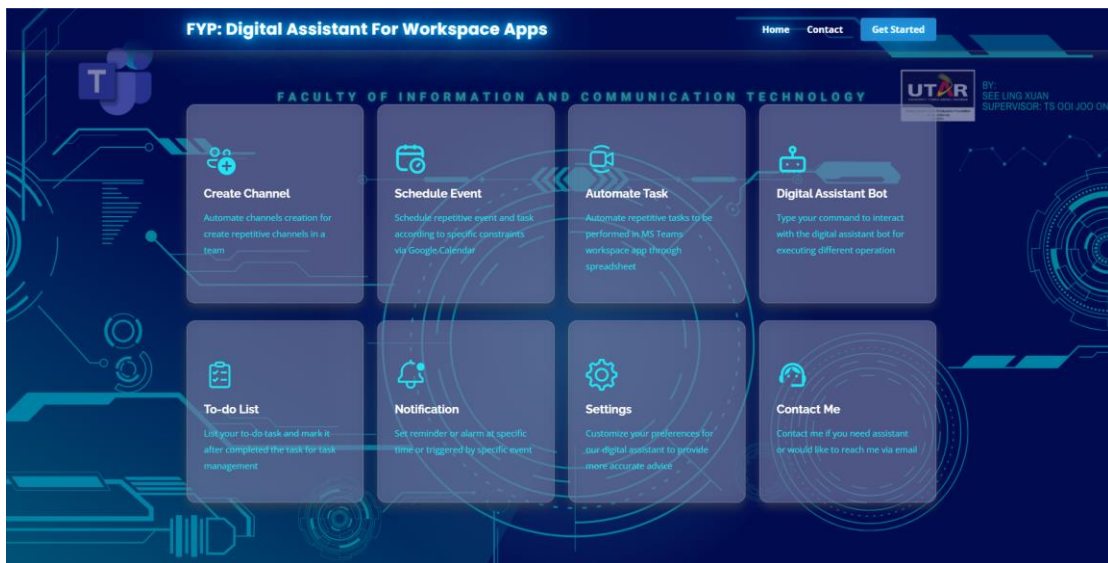 FYP: Digital Assistant For Workspace Apps
Home
Contact
Get Started
T
FACULTY OF INFORMATION AND COMMUNICATION TECHNOLOGY
UTAR
BY:
SEE LING XUAN
SUPERVISOR: TS OOI JOO ON
Create Channel
Automate channels creation for
create repetitive channels in a
team
Schedule Event
Schedule repetitive event and task
according to specific constraints
via Google Calendar
Automate Task
Automate repetitive tasks to be
performed in MS Teams
workspace app through
spreadsheet
Digital Assistant Bot
Type your command to interact
with the digital assistant bot for
executing different operation
To-do List
List your to-do task and mark it
after completed the task for task
management
Notification
Set reminder or alarm at specific
time or triggered by specific event
Settings
Customize your preferences for
our digital assistant to provide
more accurate advice
Contact Me
Contact me if you need assistant
or would like to reach me via email